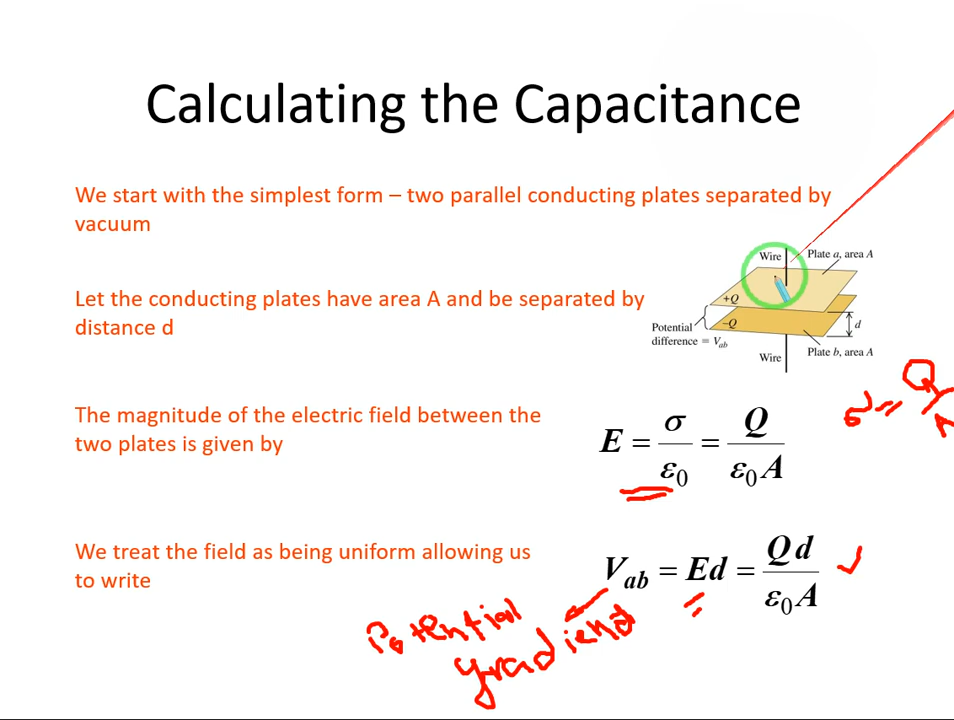 Calculating the Capacitance
We start with the simplest form – two parallel conducting plates separated by
vacuum
Wire
Plate a, area A
+Q
Let the conducting plates have area A and be separated by
distance d
–Q
d
Potential
difference = Vab
Wire
Plate b, area A
The magnitude of the electric field between the
two plates is given by
E = σ/ε₀ = Q/ε₀A
σ = Q/A
We treat the field as being uniform allowing us
to write
Vab = Ed = Qd/ε₀A
Potential
gradient